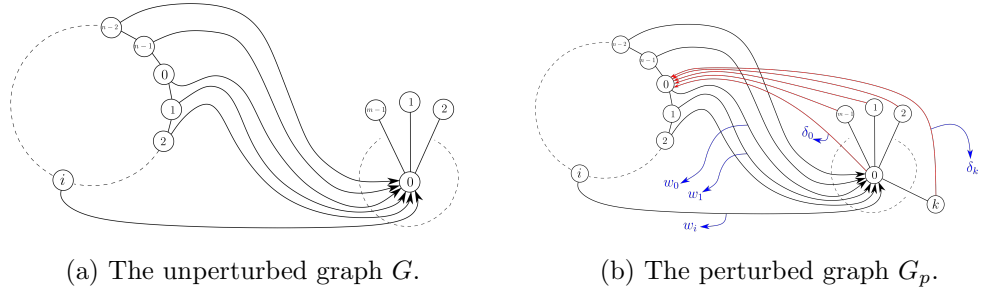 n−2
n−1
0
1
2
i
m−1
1
2
0
n−2
n−1
0
1
2
i
m−1
1
2
0
k
δ₀
δₖ
w₀
w₁
wᵢ
(a) The unperturbed graph G.
(b) The perturbed graph Gₚ.